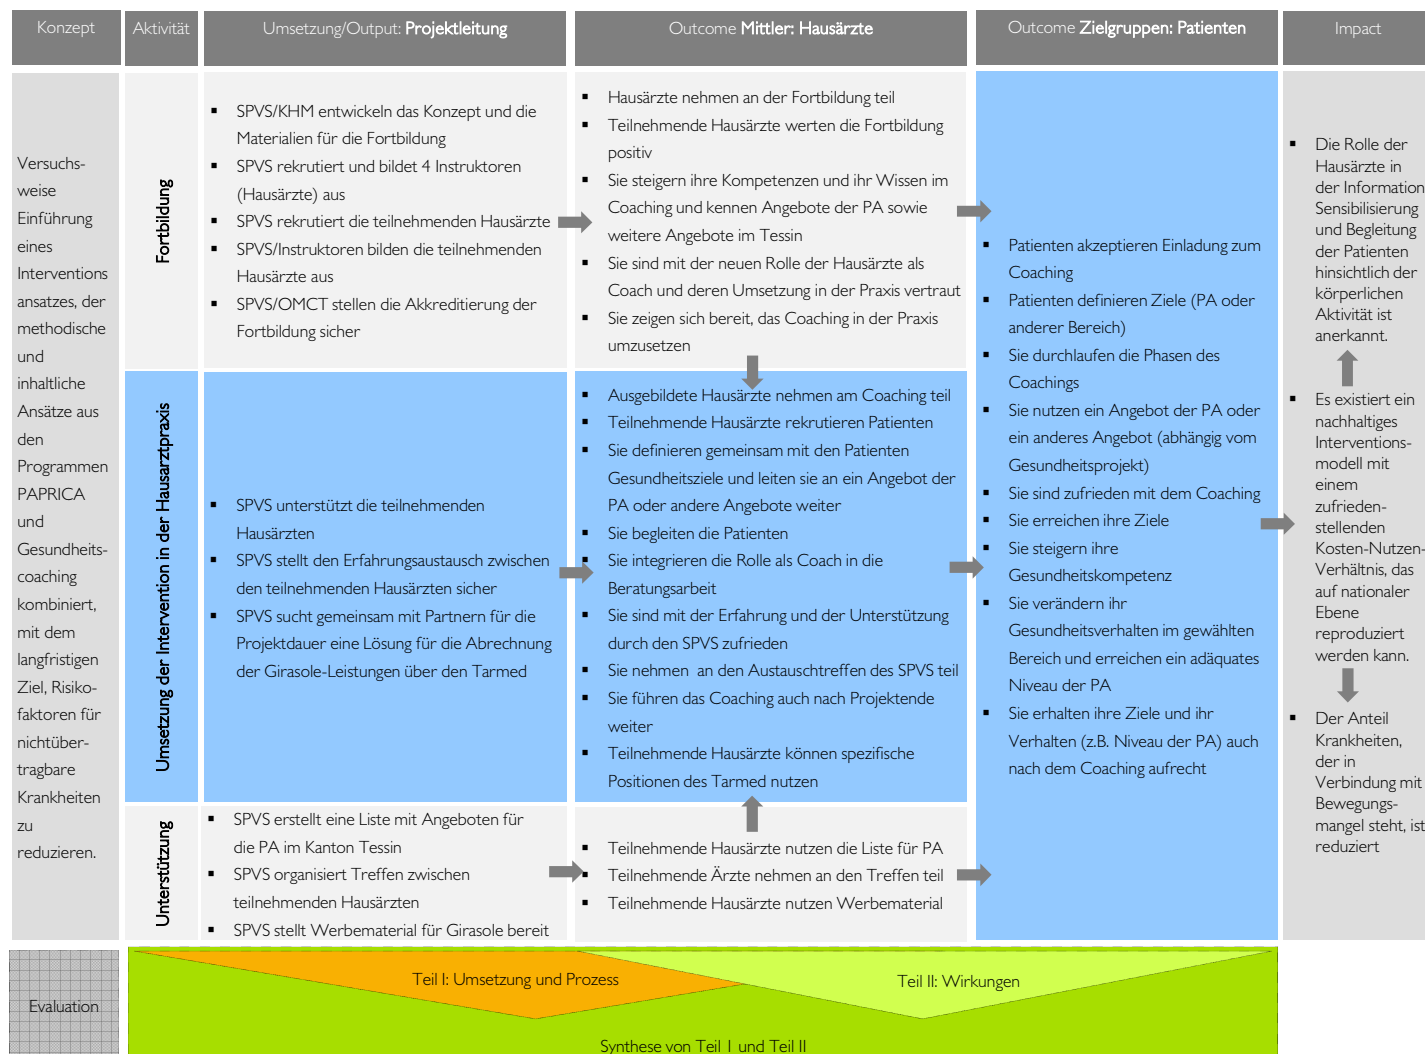 Konzept
Aktivität
Umsetzung/Output: Projektleitung
Outcome Mittler: Hausärzte
Outcome Zielgruppen: Patienten
Impact
Versuchs-
weise
Einführung
eines
Interventions
ansatzes, der
methodische
und
inhaltliche
Ansätze aus
den
Programmen
PAPRICA
und
Gesundheits-
coaching
kombiniert,
mit dem
langfristigen
Ziel, Risiko-
faktoren für
nichtüber-
tragbare
Krankheiten
zu
reduzieren.
Fortbildung
▪ SPVS/KHM entwickeln das Konzept und die
Materialien für die Fortbildung
▪ SPVS rekrutiert und bildet 4 Instruktoren
(Hausärzte) aus
▪ SPVS rekrutiert die teilnehmenden Hausärzte
▪ SPVS/Instruktoren bilden die teilnehmenden
Hausärzte aus
▪ SPVS/OMCT stellen die Akkreditierung der
Fortbildung sicher
▪ Hausärzte nehmen an der Fortbildung teil
▪ Teilnehmende Hausärzte werten die Fortbildung
positiv
▪ Sie steigern ihre Kompetenzen und ihr Wissen im
Coaching und kennen Angebote der PA sowie
weitere Angebote im Tessin
▪ Sie sind mit der neuen Rolle der Hausärzte als
Coach und deren Umsetzung in der Praxis vertraut
▪ Sie zeigen sich bereit, das Coaching in der Praxis
umzusetzen
Umsetzung der Intervention in der Hausarztpraxis
▪ SPVS unterstützt die teilnehmenden
Hausärzten
▪ SPVS stellt den Erfahrungsaustausch zwischen
den teilnehmenden Hausärzten sicher
▪ SPVS sucht gemeinsam mit Partnern für die
Projektdauer eine Lösung für die Abrechnung
der Girasole-Leistungen über den Tarmed
▪ Ausgebildete Hausärzte nehmen am Coaching teil
▪ Teilnehmende Hausärzte rekrutieren Patienten
▪ Sie definieren gemeinsam mit den Patienten
Gesundheitsziele und leiten sie an ein Angebot der
PA oder andere Angebote weiter
▪ Sie begleiten die Patienten
▪ Sie integrieren die Rolle als Coach in die
Beratungsarbeit
▪ Sie sind mit der Erfahrung und der Unterstützung
durch den SPVS zufrieden
▪ Sie nehmen an den Austauschtreffen des SPVS teil
▪ Sie führen das Coaching auch nach Projektende
weiter
▪ Teilnehmende Hausärzte können spezifische
Positionen des Tarmed nutzen
Unterstützung
▪ SPVS erstellt eine Liste mit Angeboten für
die PA im Kanton Tessin
▪ SPVS organisiert Treffen zwischen
teilnehmenden Hausärzten
▪ SPVS stellt Werbematerial für Girasole bereit
▪ Teilnehmende Hausärzte nutzen die Liste für PA
▪ Teilnehmende Ärzte nehmen an den Treffen teil
▪ Teilnehmende Hausärzte nutzen Werbematerial
▪ Patienten akzeptieren Einladung zum
Coaching
▪ Patienten definieren Ziele (PA oder
anderer Bereich)
▪ Sie durchlaufen die Phasen des
Coachings
▪ Sie nutzen ein Angebot der PA oder
ein anderes Angebot (abhängig vom
Gesundheitsprojekt)
▪ Sie sind zufrieden mit dem Coaching
▪ Sie erreichen ihre Ziele
▪ Sie steigern ihre
Gesundheitskompetenz
▪ Sie verändern ihr
Gesundheitsverhalten im gewählten
Bereich und erreichen ein adäquates
Niveau der PA
▪ Sie erhalten ihre Ziele und ihr
Verhalten (z.B. Niveau der PA) auch
nach dem Coaching aufrecht
▪ Die Rolle der
Hausärzte in
der Information
Sensibilisierung
und Begleitung
der Patienten
hinsichtlich der
körperlichen
Aktivität ist
anerkannt.
▪ Es existiert ein
nachhaltiges
Interventions-
modell mit
einem
zufrieden-
stellenden
Kosten-Nutzen-
Verhältnis, das
auf nationaler
Ebene
reproduziert
werden kann.
▪ Der Anteil
Krankheiten,
der in
Verbindung mit
Bewegungs-
mangel steht, ist
reduziert
Evaluation
Teil I: Umsetzung und Prozess
Teil II: Wirkungen
Synthese von Teil I und Teil II